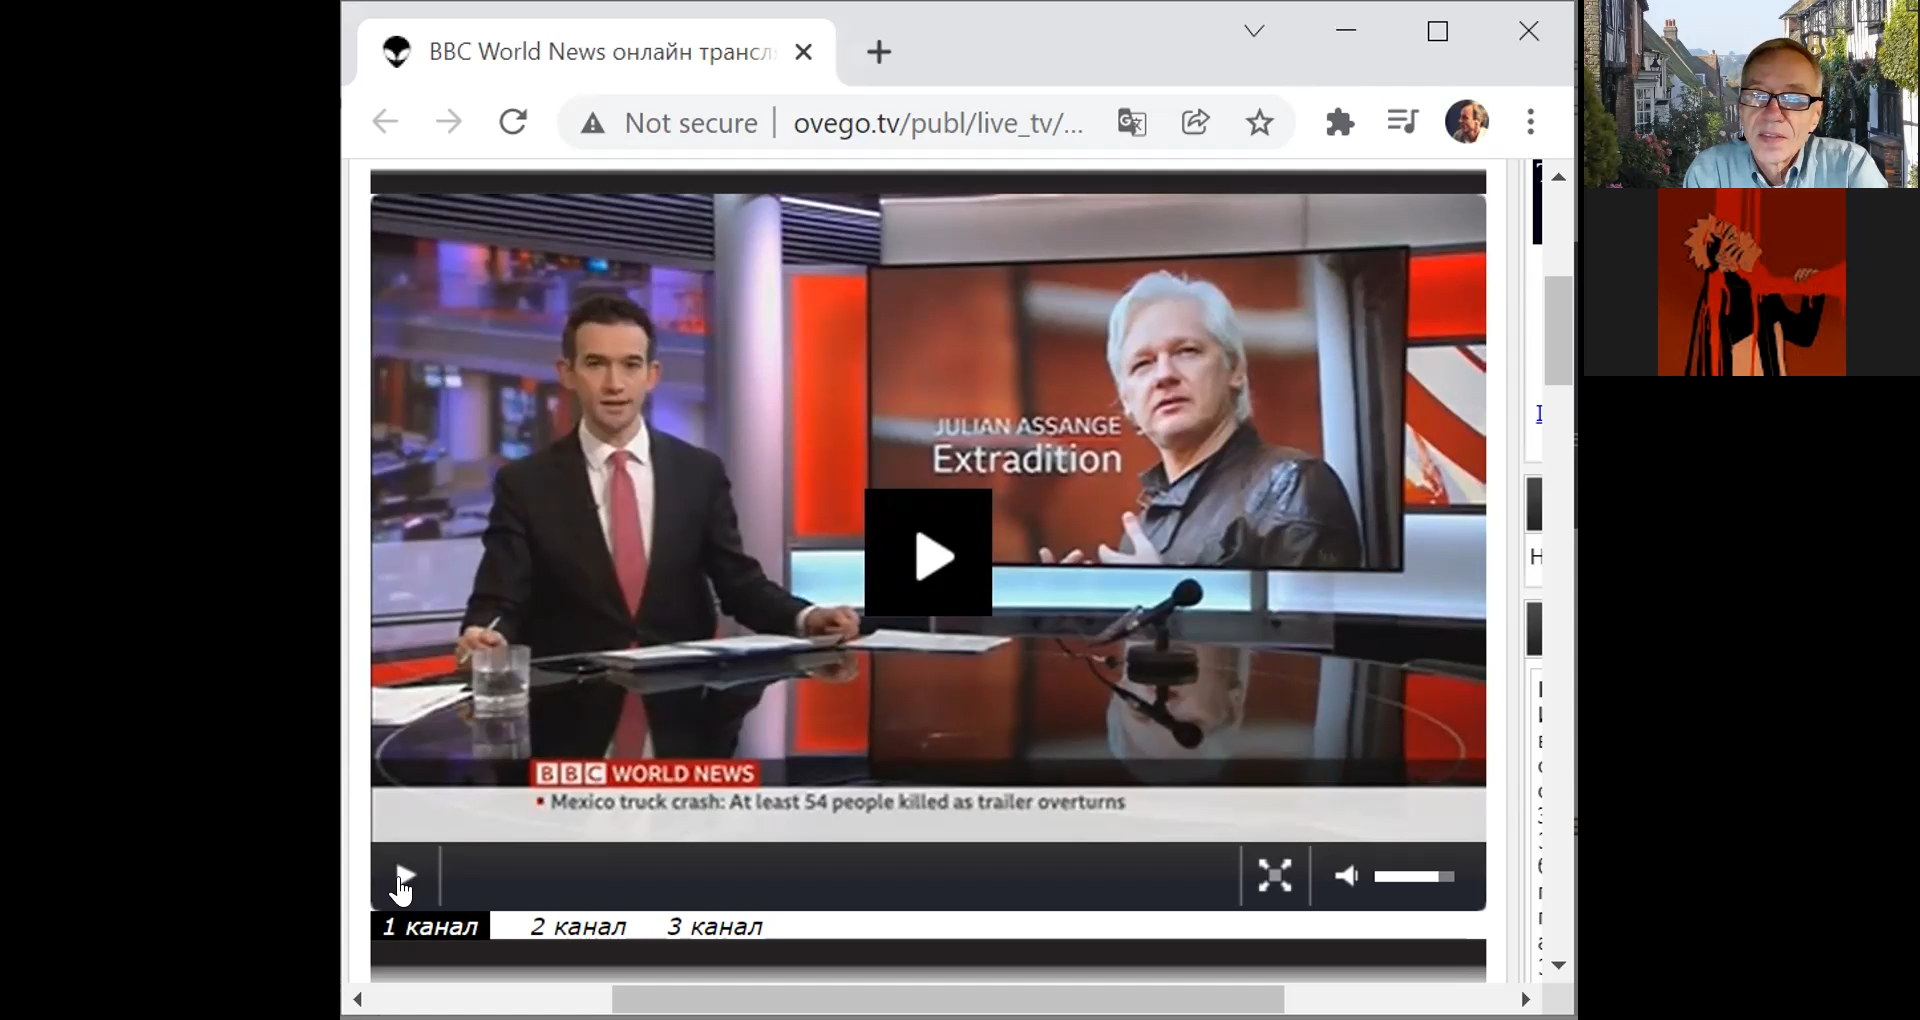 BBC World News онлайн трансл
Not secure
ovego.tv/publ/live_tv/...
JULIAN ASSANGE
Extradition
BBC WORLD NEWS
Mexico truck crash: At least 54 people killed as trailer overturns
1 канал
2 канал
3 канал